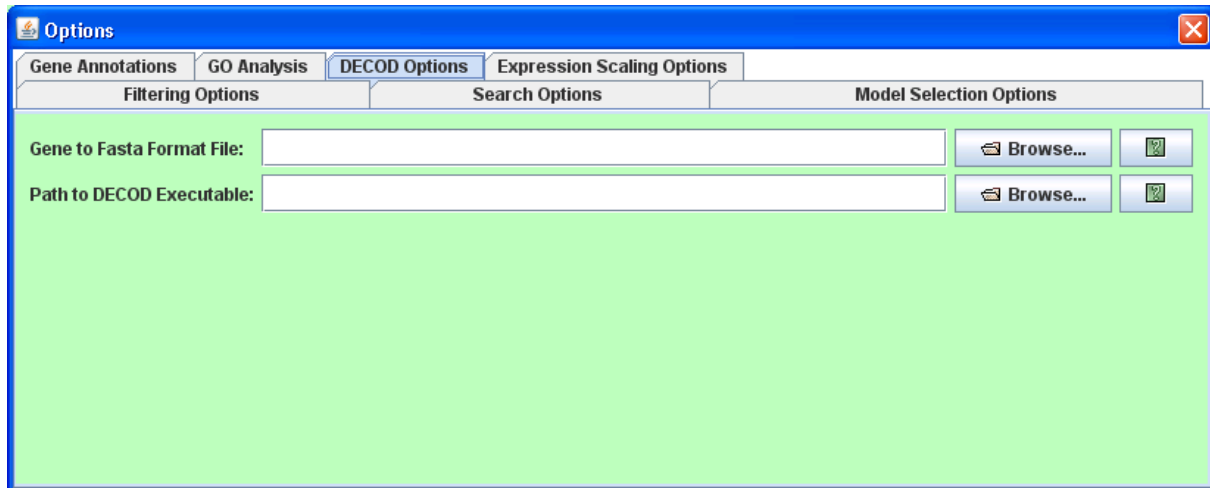 Options
Gene Annotations GO Analysis DECOD Options Expression Scaling Options
Filtering Options Search Options Model Selection Options
Gene to Fasta Format File: Browse...
Path to DECOD Executable: Browse...